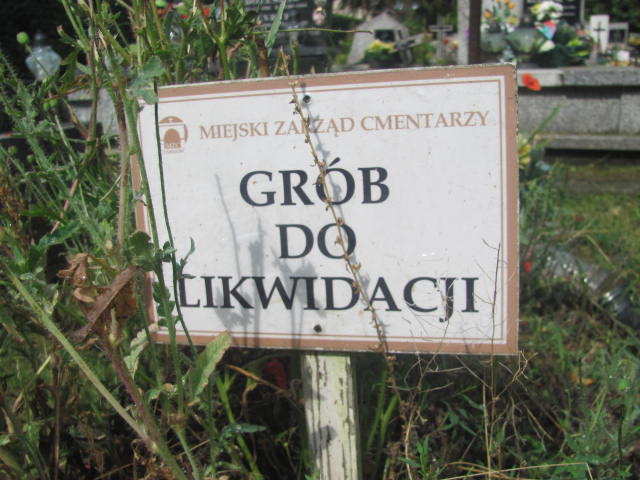 MIEJSKI ZARZĄD CMENTARZY
GRÓB
DO
LIKWIDACJI